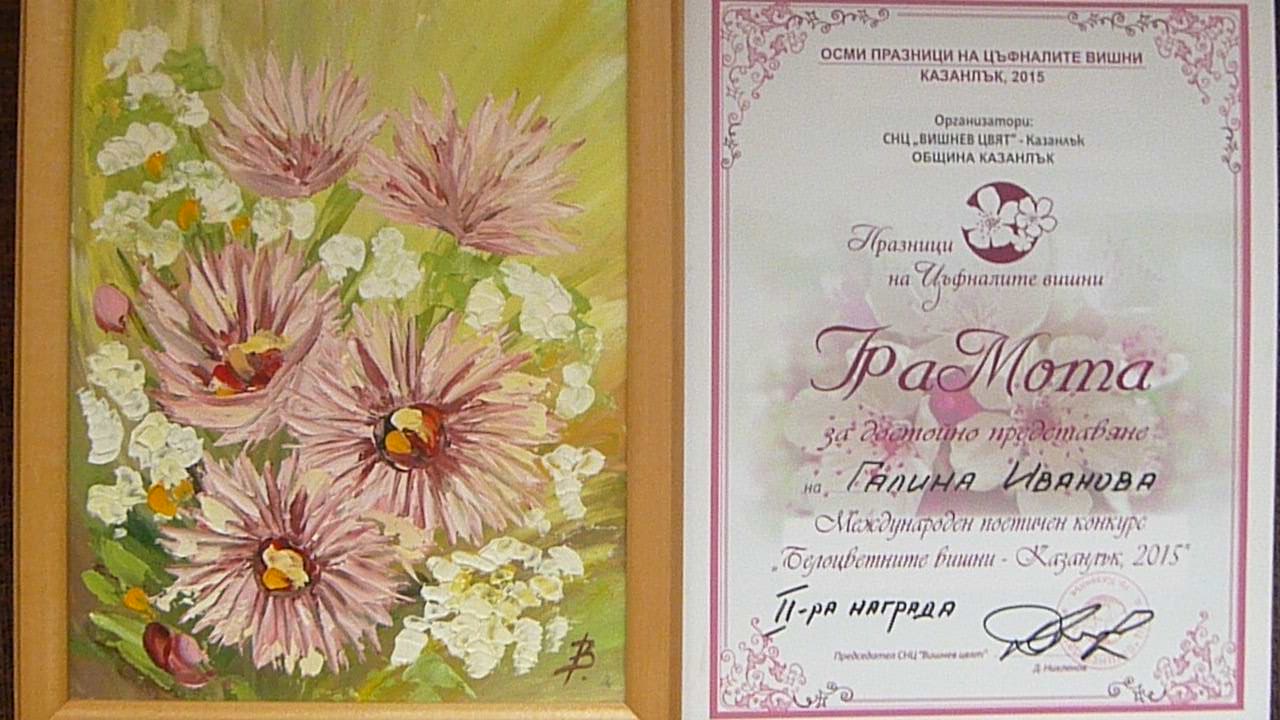 ОСМИ ПРАЗНИЦИ НА ЦЪФНАЛИТЕ ВИШНИ
КАЗАНЛЪК, 2015
Организатори:
СНЦ „ВИШНЕВ ЦВЯТ" - Казанлък
ОБЩИНА КАЗАНЛЪК
Празници
на Цъфналите вишни
ГраМота
за достойно представяне
на ГАЛИНА ИВАНОВА
Международен поетичен конкурс
„Белоцветните вишни - Казанлък, 2015"
II-РА НАГРАДА
Председател СНЦ "Вишнев цвят"